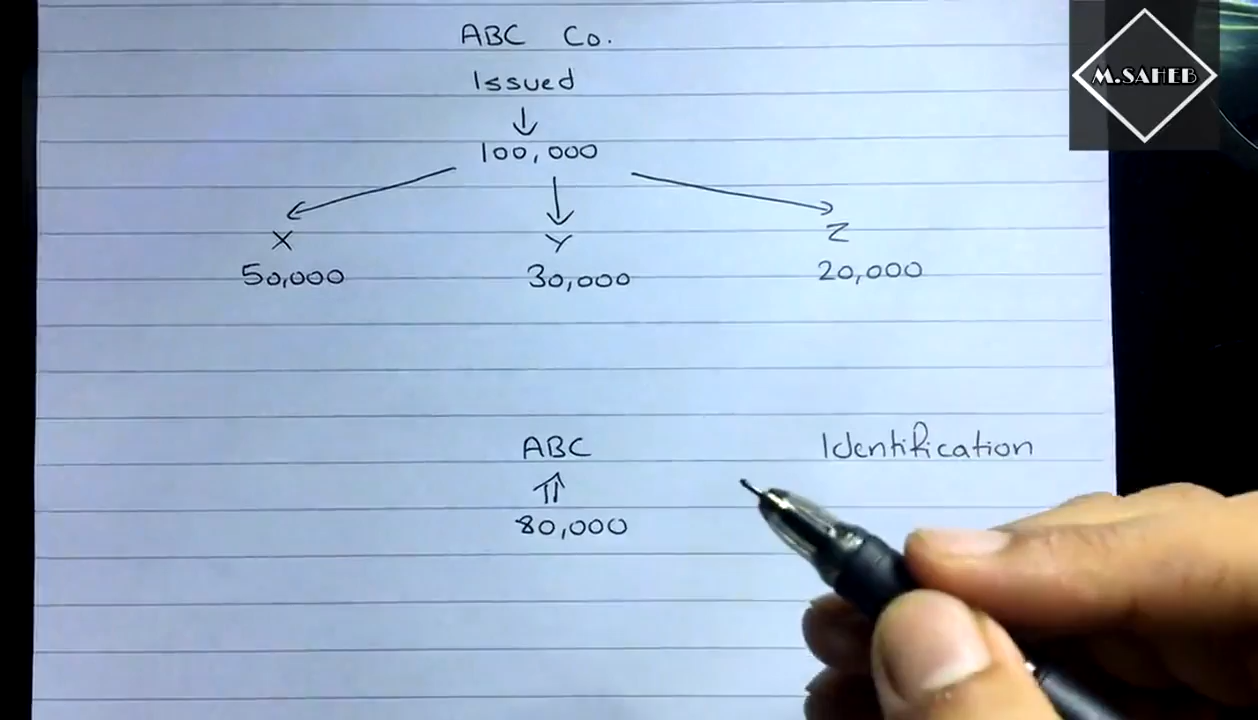 ABC Co.
M.SAHEB
Issued
↓
100,000
X Y Z
50,000 30,000 20,000
ABC Identification
⇑
80,000